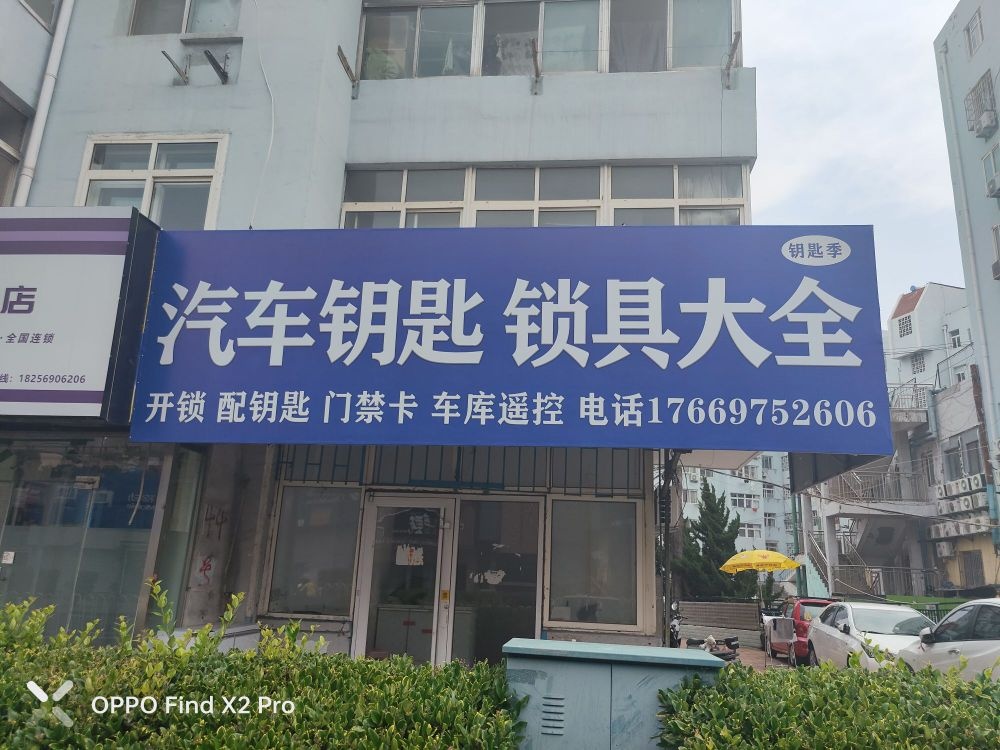 店
·全国连锁
线：18256906206
钥匙季
汽车钥匙 锁具大全
开锁 配钥匙 门禁卡 车库遥控 电话17669752606
OPPO Find X2 Pro